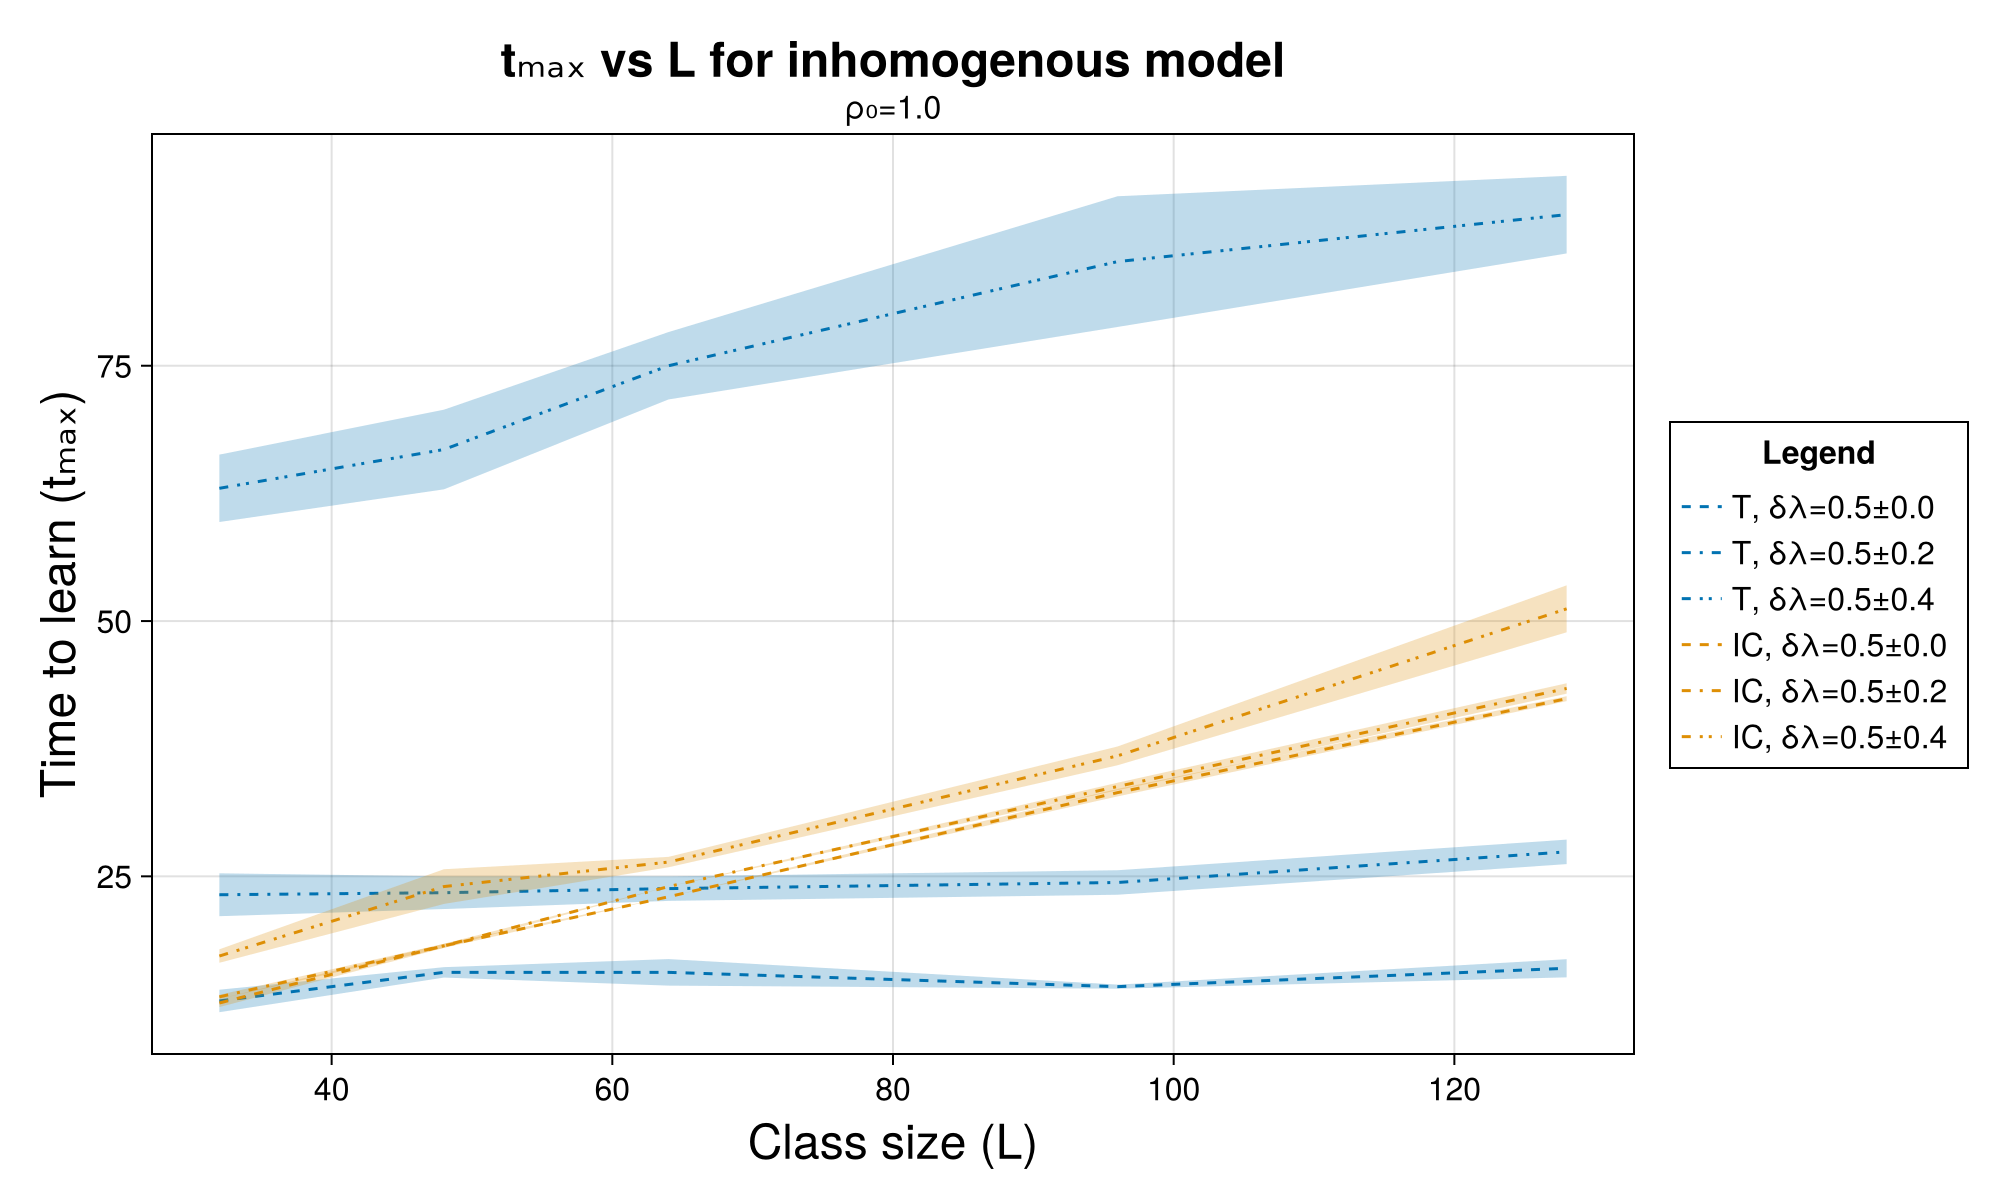 tₘₐₓ vs L for inhomogenous model
ρ₀=1.0
Time to learn (tₘₐₓ)
75
50
25
40
60
80
100
120
Class size (L)
Legend
T, δλ=0.5±0.0
T, δλ=0.5±0.2
T, δλ=0.5±0.4
IC, δλ=0.5±0.0
IC, δλ=0.5±0.2
IC, δλ=0.5±0.4